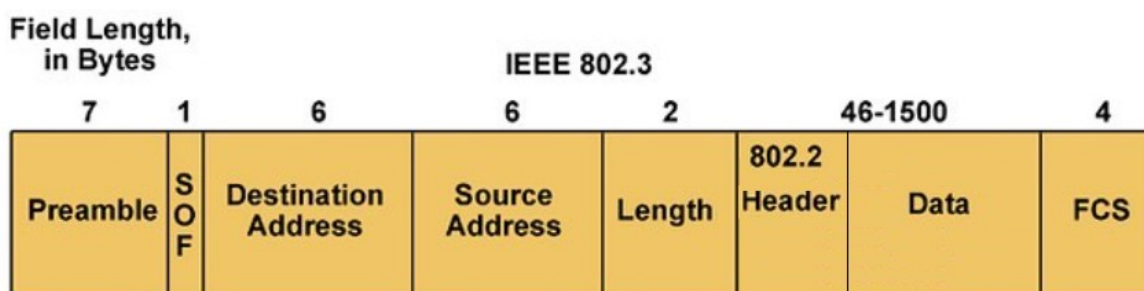 Field Length,
in Bytes
IEEE 802.3
7 1 6 6 2 46-1500 4
Preamble
S
O
F
Destination
Address
Source
Address
Length
802.2
Header
Data
FCS